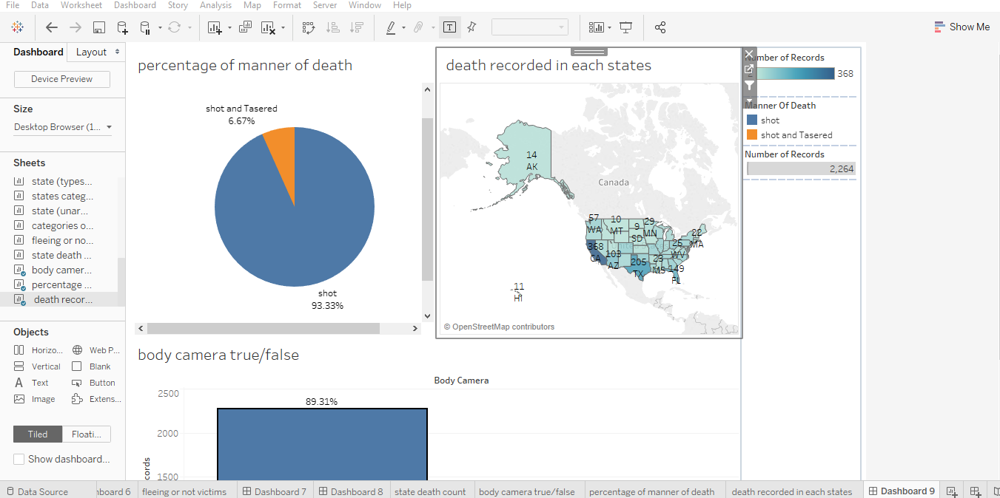 File Data Worksheet Dashboard Story Analysis Map Format Server Window Help
T
Show Me
Dashboard Layout
Device Preview
Size
Desktop Browser (1...
Sheets
state (types...
states categ...
state (unar...
categories o...
fleeing or no...
state death ...
body camer...
percentage ...
death recor...
Objects
Horizo... Web P...
Vertical Blank
A Text Button
Image Extens...
Tiled Floati...
Show dashboard...
percentage of manner of death
shot and Tasered
6.67%
shot
93.33%
death recorded in each states
14
AK
Canada
57
WA
10
MT
9
SD
29
MN
22
MA
25
WV
368
CA
103
AZ
205
TX
23
MS
149
FL
11
HI
© OpenStreetMap contributors
Number of Records
2 368
Manner Of Death
shot
shot and Tasered
Number of Records
2,264
body camera true/false
Body Camera
89.31%
2500
2000
1500
cords
Data Source hboard 6 fleeing or not victims Dashboard 7 Dashboard 8 state death count body camera true/false percentage of manner of death death recorded in each states Dashboard 9